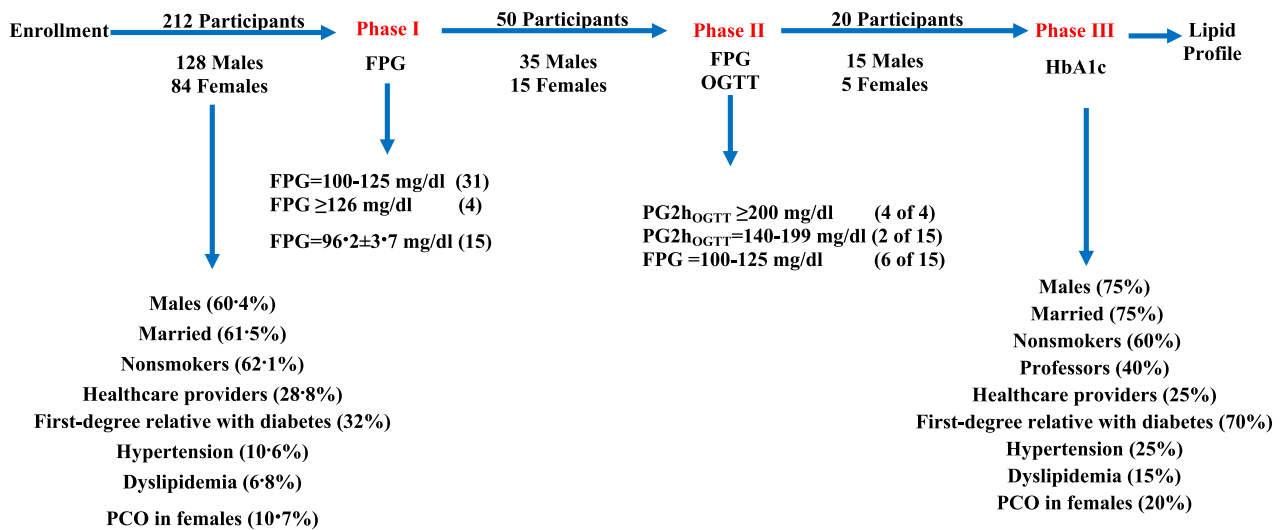 Enrollment
212 Participants
128 Males
84 Females
Phase I
FPG
50 Participants
35 Males
15 Females
Phase II
FPG
OGTT
20 Participants
15 Males
5 Females
Phase III
HbA1c
Lipid
Profile
FPG=100-125 mg/dl (31)
FPG ≥126 mg/dl (4)
FPG=96·2±3·7 mg/dl (15)
PG2hOGTT ≥200 mg/dl (4 of 4)
PG2hOGTT=140-199 mg/dl (2 of 15)
FPG =100-125 mg/dl (6 of 15)
Males (60·4%)
Married (61·5%)
Nonsmokers (62·1%)
Healthcare providers (28·8%)
First-degree relative with diabetes (32%)
Hypertension (10·6%)
Dyslipidemia (6·8%)
PCO in females (10·7%)
Males (75%)
Married (75%)
Nonsmokers (60%)
Professors (40%)
Healthcare providers (25%)
First-degree relative with diabetes (70%)
Hypertension (25%)
Dyslipidemia (15%)
PCO in females (20%)